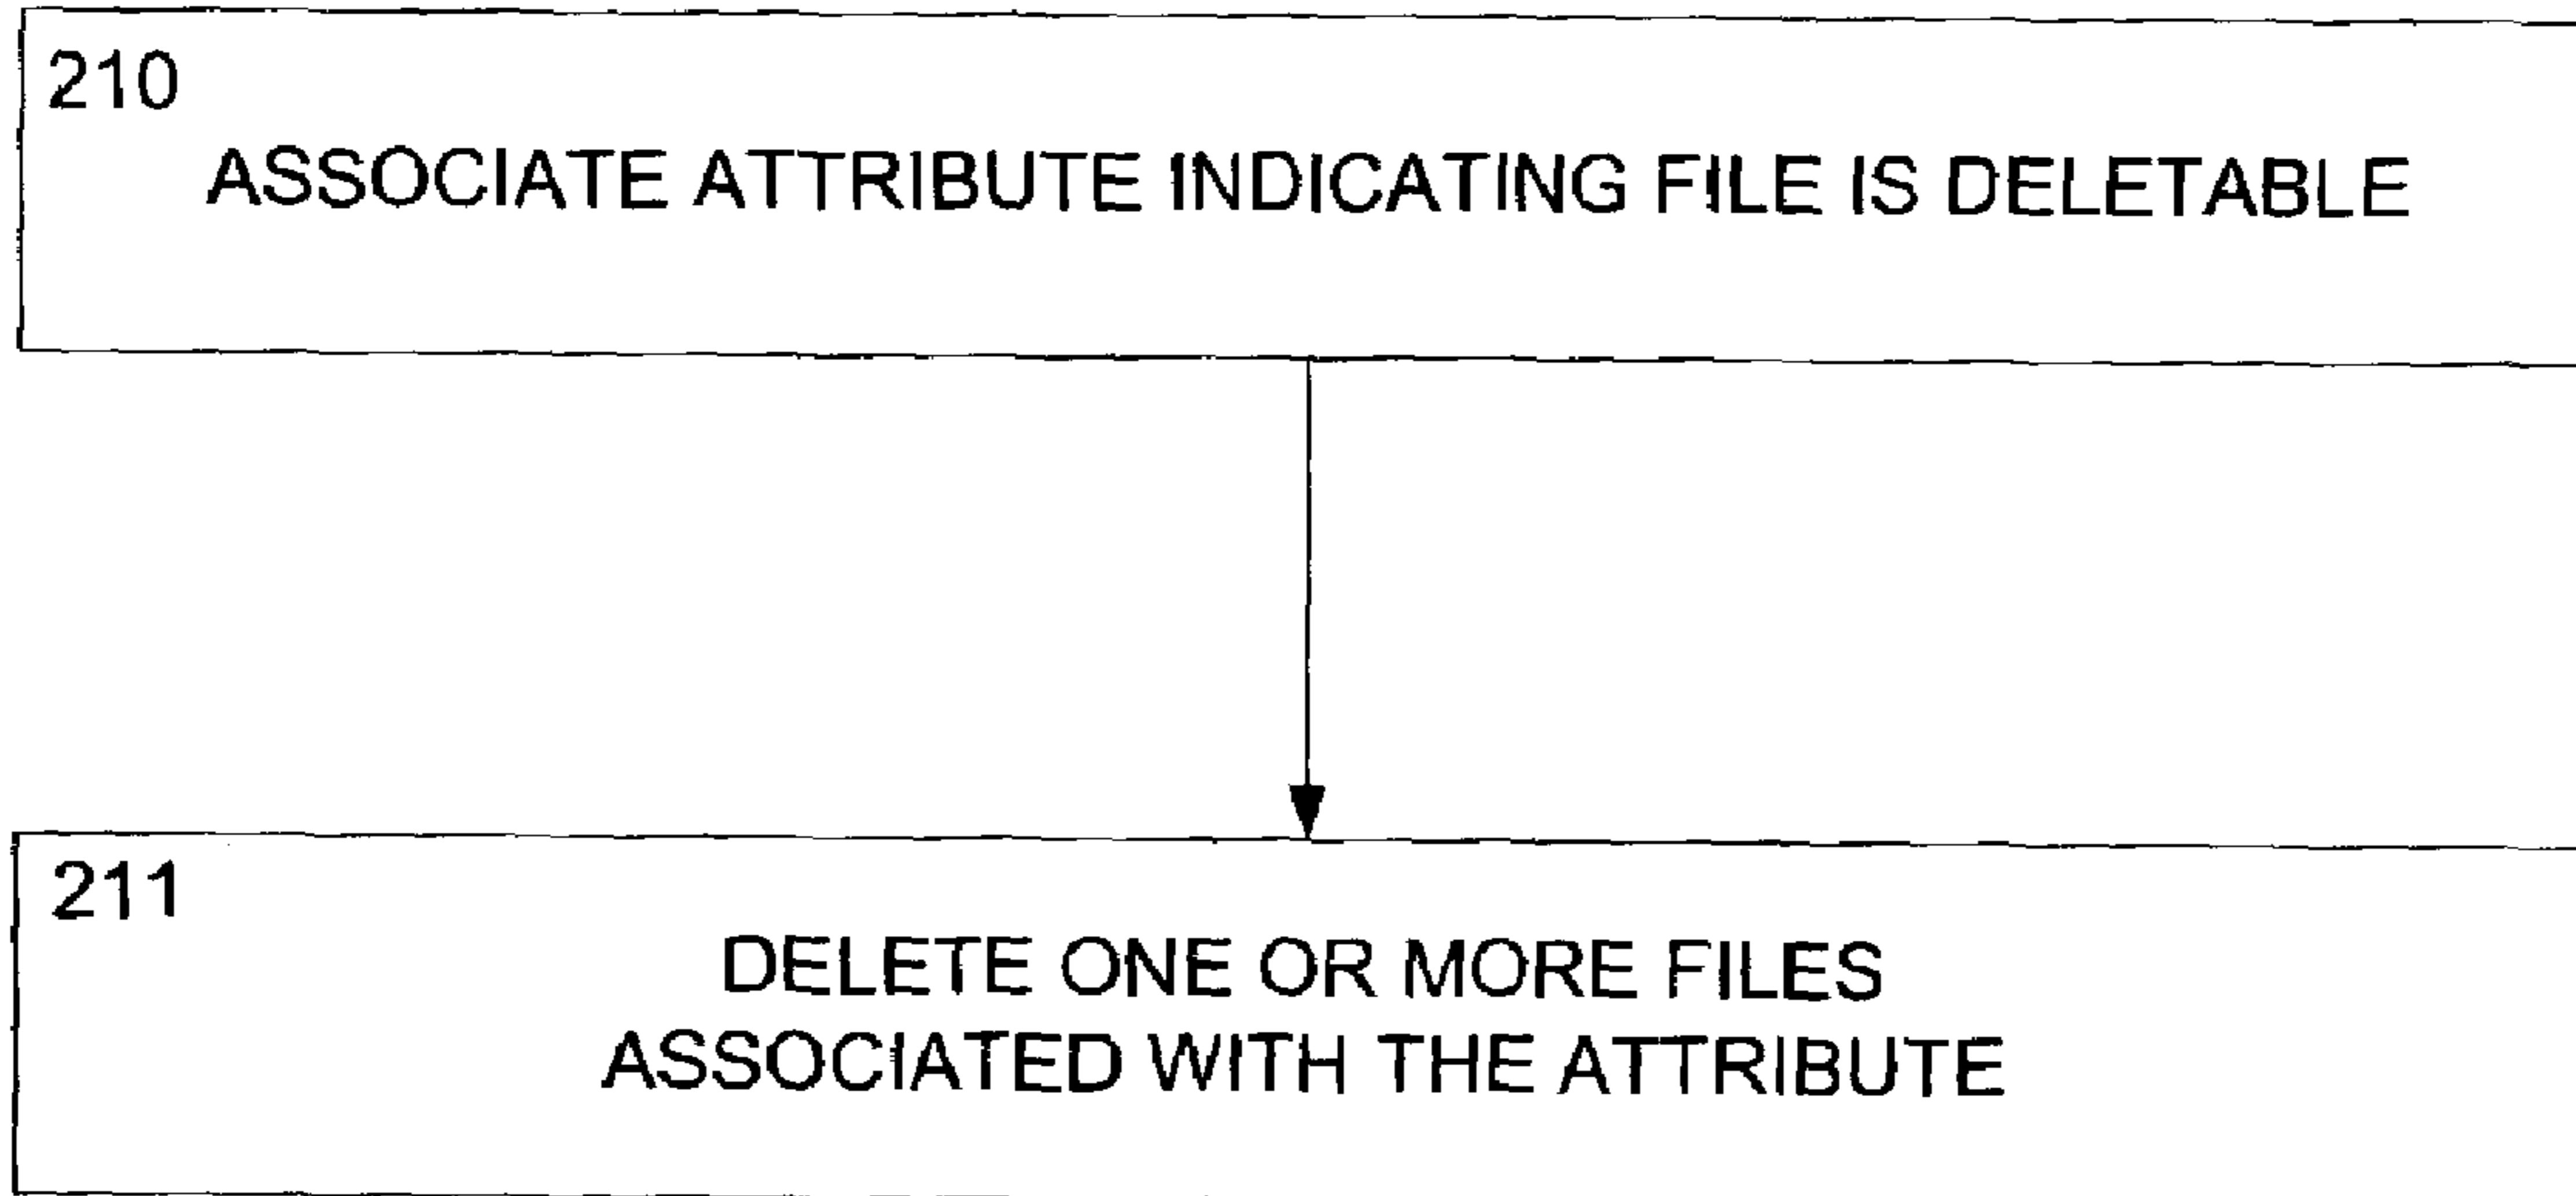 210
ASSOCIATE ATTRIBUTE INDICATING FILE IS DELETABLE
211
DELETE ONE OR MORE FILES
ASSOCIATED WITH THE ATTRIBUTE